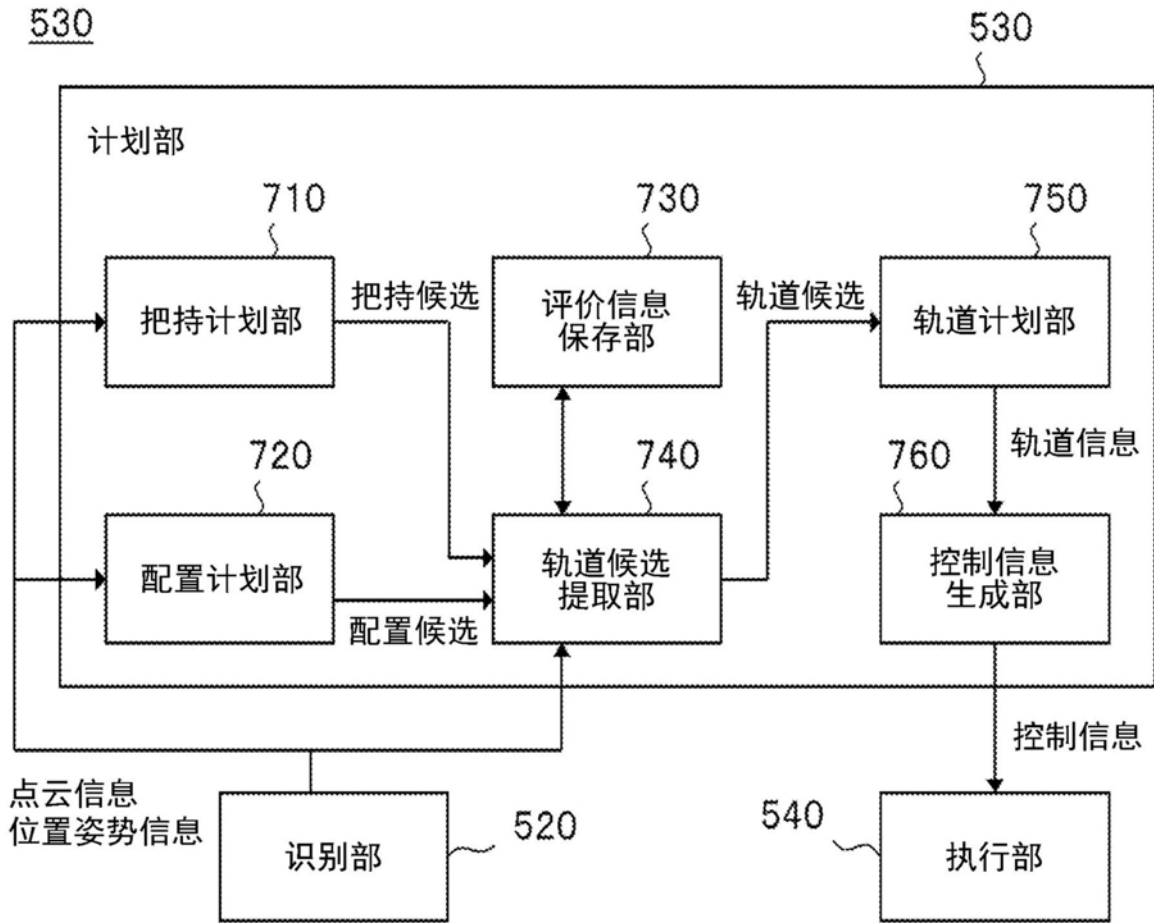 530
530
计划部
710
730
750
把持计划部
把持候选
评价信息
保存部
轨道候选
轨道计划部
720
740
760
轨道信息
配置计划部
配置候选
轨道候选
提取部
控制信息
生成部
控制信息
点云信息
位置姿势信息
识别部
520
540
执行部